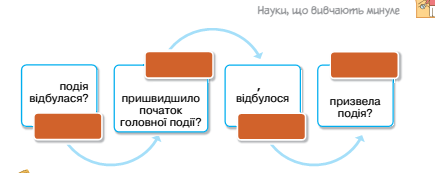 Науки, що вивчають минуле
подія
відбулася?
пришвидшило
початок
головної події?
відбулося
призвела
подія?